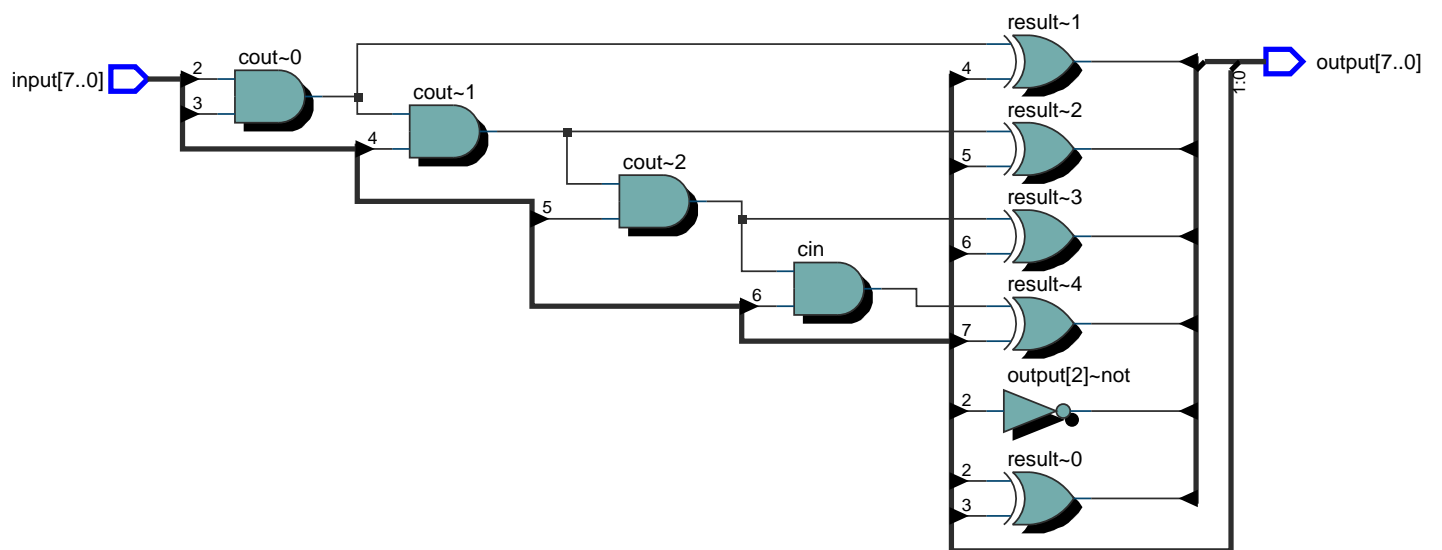 result~1
cout~0
2
input[7..0]
output[7..0]
4
1:0
cout~1
3
result~2
4
5
cout~2
result~3
5
6
cin
result~4
6
7
output[2]~not
2
result~0
2
3